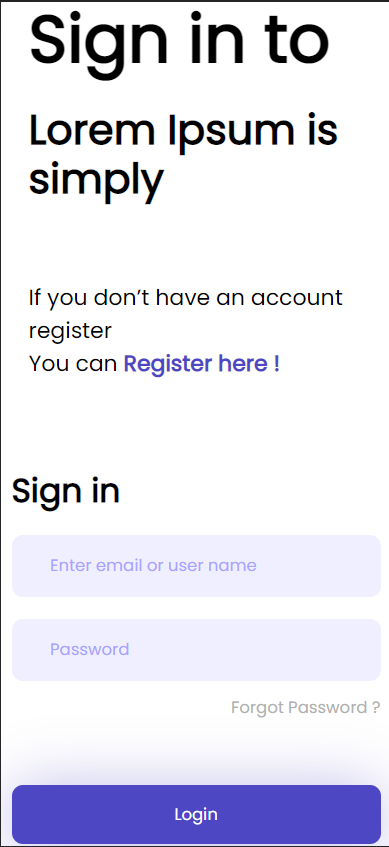 Sign in to
Lorem Ipsum is
simply
If you don’t have an account
register
You can Register here !
Sign in
Enter email or user name
Password
Forgot Password ?
Login